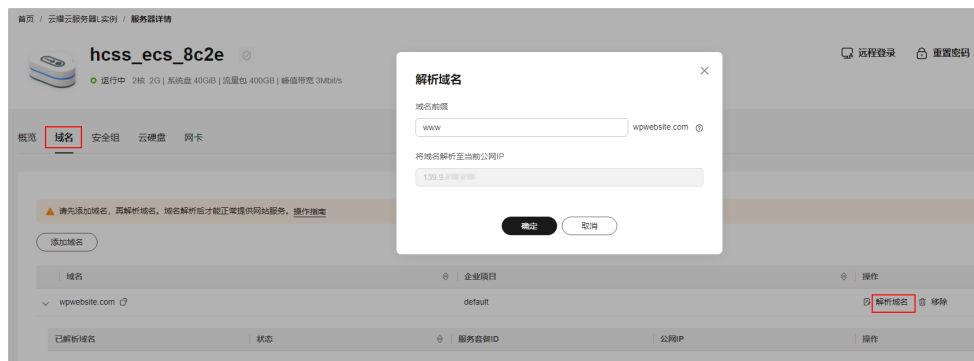 首页 / 云耀云服务器L实例 / 服务器详情
hcss_ecs_8c2e
运行中 2核 2G | 系统盘 40GiB | 流量包 400GB | 峰值带宽 3Mbit/s
远程登录 重置密码
概览 域名 安全组 云硬盘 网卡
解析域名
域名前缀
www wpwebsite.com
将域名解析至当前公网IP
139.9.
确定 取消
请先添加域名，再解析域名。域名解析后才能正常提供网站服务。操作指南
添加域名
域名 企业项目 操作
wpwebsite.com default 解析域名 移除
已解析域名 状态 服务套餐ID 公网IP 操作